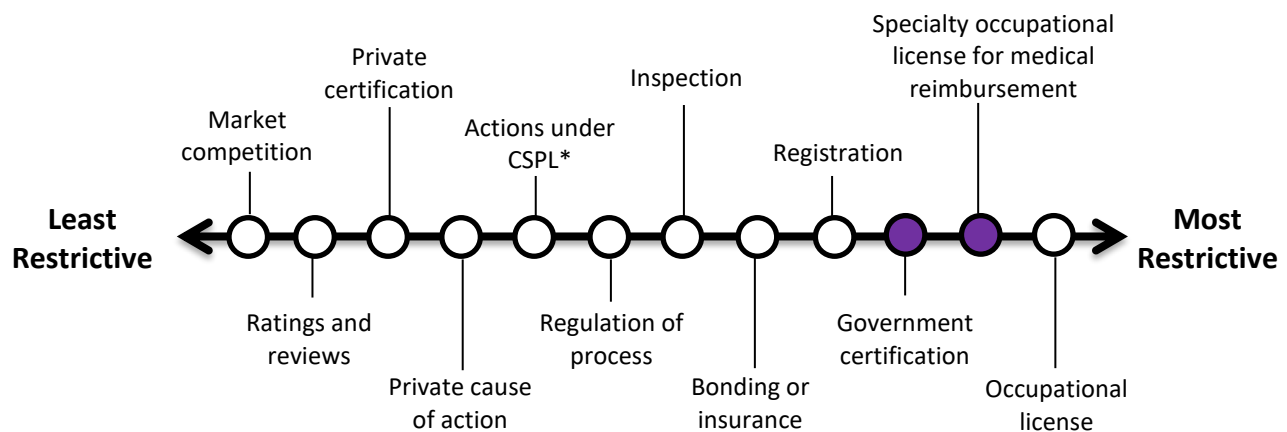 Least
Restrictive
Market
competition
Ratings and
reviews
Private
certification
Private cause
of action
Actions under
CSPL*
Regulation of
process
Inspection
Bonding or
insurance
Registration
Government
certification
Specialty occupational
license for medical
reimbursement
Occupational
license
Most
Restrictive